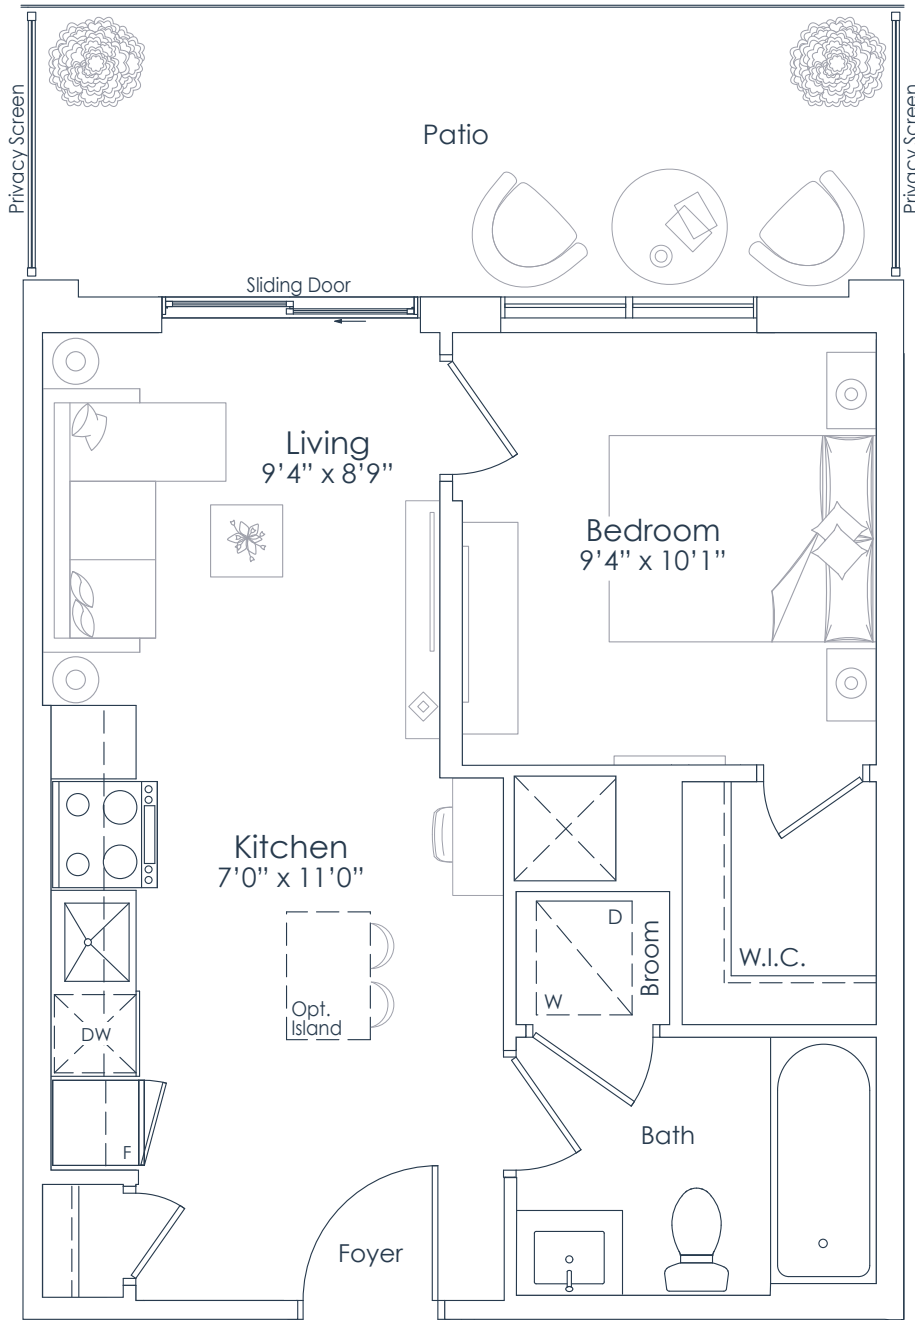 Privacy Screen
Patio
Privacy Screen
Sliding Door
Living
9’4” x 8’9”
Bedroom
9’4” x 10’1”
Kitchen
7’0” x 11’0”
D
W
Broom
W.I.C.
Opt.
Island
DW
F
Bath
Foyer